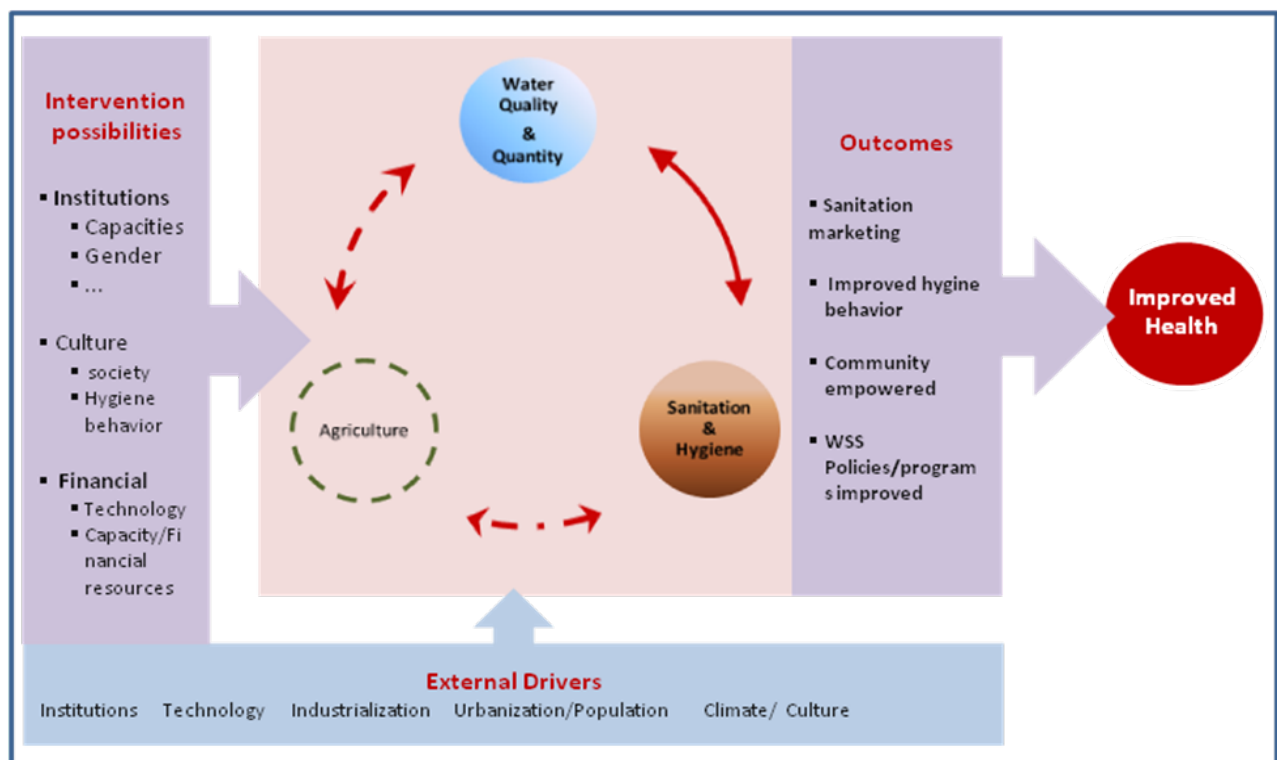 Intervention
possibilities
▪ Institutions
▪ Capacities
▪ Gender
▪ ...
▪ Culture
▪ society
▪ Hygiene
behavior
▪ Financial
▪ Technology
▪ Capacity/Fi
nancial
resources
Water
Quality
&
Quantity
Agriculture
Sanitation
&
Hygiene
Outcomes
▪ Sanitation
marketing
▪ Improved hygine
behavior
▪ Community
empowered
▪ WSS
Policies/program
s improved
Improved
Health
External Drivers
Institutions Technology Industrialization Urbanization/Population Climate/ Culture